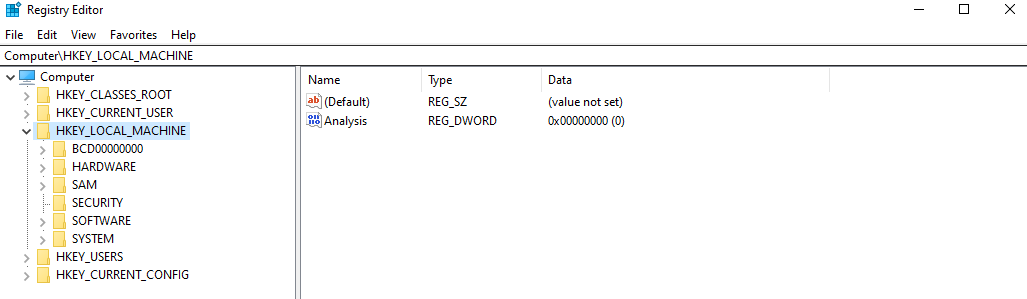 Registry Editor
File Edit View Favorites Help
Computer\HKEY_LOCAL_MACHINE
Computer
HKEY_CLASSES_ROOT
HKEY_CURRENT_USER
HKEY_LOCAL_MACHINE
BCD00000000
HARDWARE
SAM
SECURITY
SOFTWARE
SYSTEM
HKEY_USERS
HKEY_CURRENT_CONFIG
Name Type Data
ab (Default) REG_SZ (value not set)
Analysis REG_DWORD 0x00000000 (0)